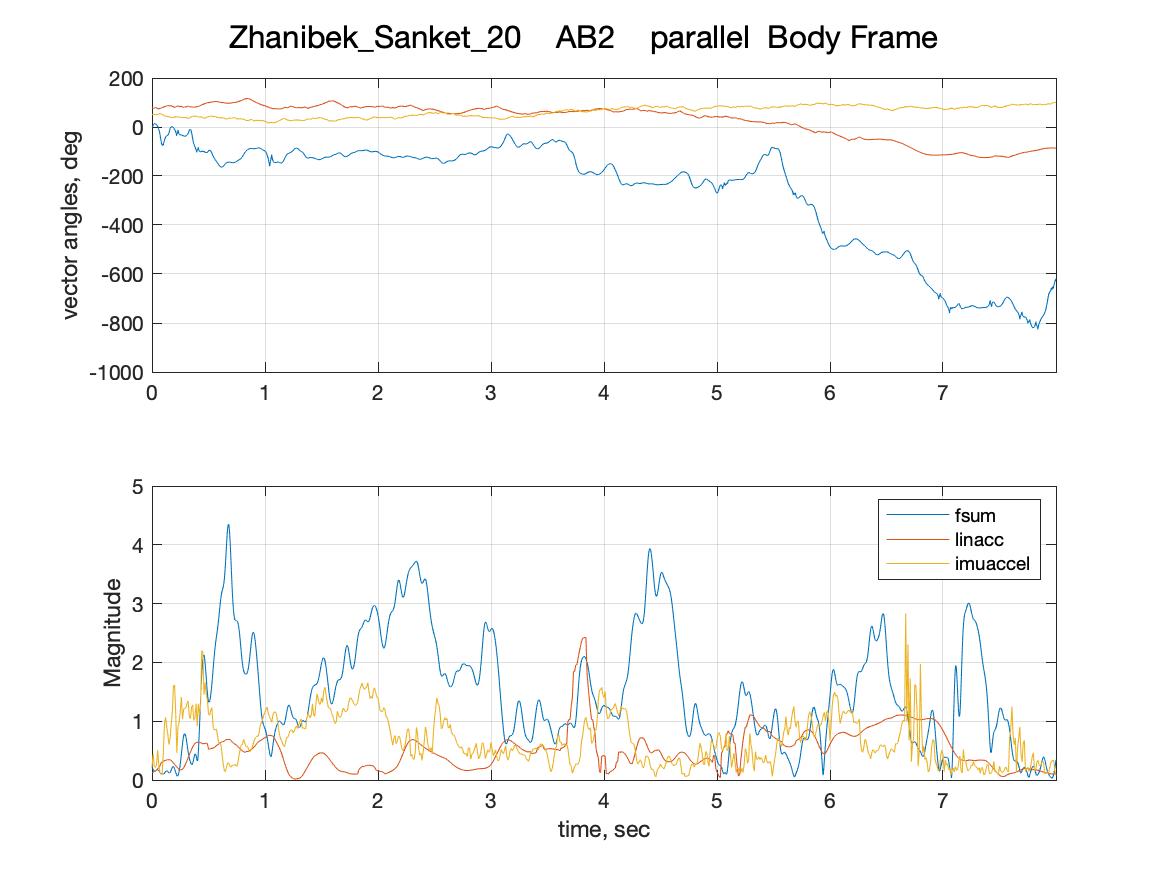 Zhanibek_Sanket_20 AB2 parallel Body Frame
200
0
-200
-400
-600
-800
-1000
vector angles, deg
0 1 2 3 4 5 6 7
5
4
3
2
1
0
Magnitude
fsum
linacc
imuaccel
0 1 2 3 4 5 6 7
time, sec